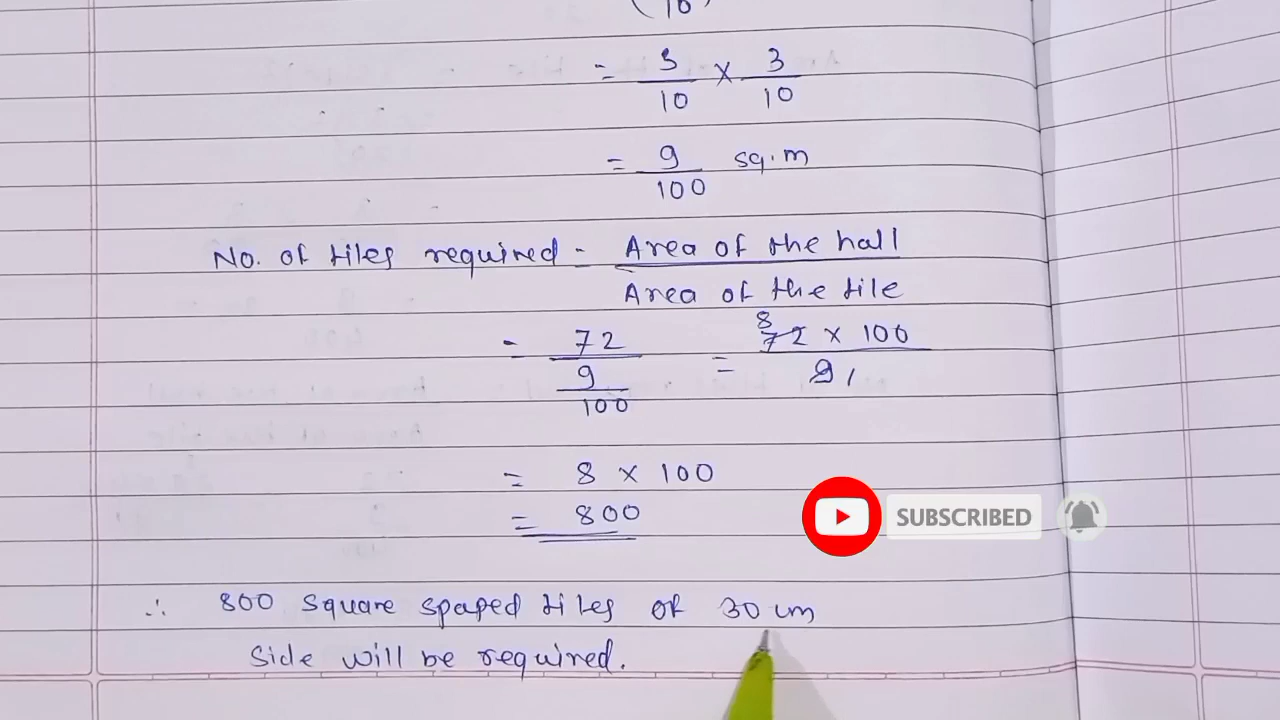 10
= 3/10 × 3/10
= 9/100 sq.m
No. of tiles required = Area of the hall / Area of the tile
= 72 / 9/100 = 8 72 × 100 / 9 1
= 8 × 100
= 800
SUBSCRIBED
∴ 800 square spaped tiles of 30 cm
side will be required.